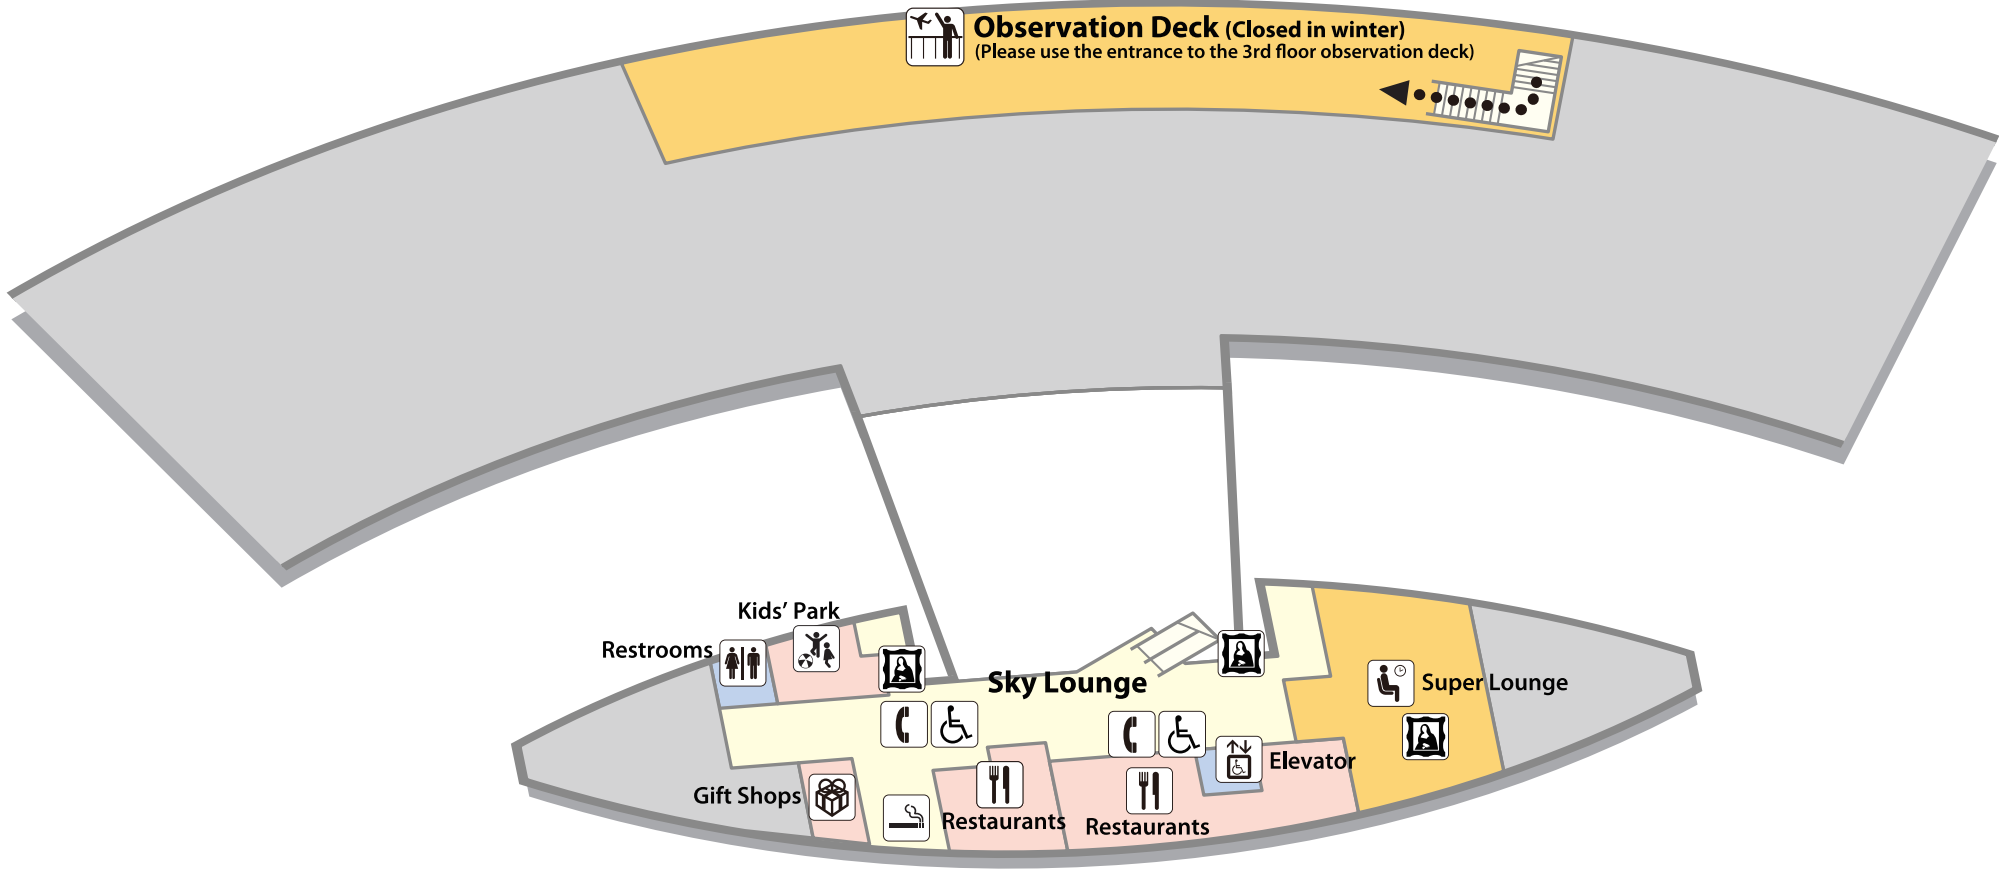 Observation Deck (Closed in winter)
(Please use the entrance to the 3rd floor observation deck)
Kids’ Park
Restrooms
Sky Lounge
Super Lounge
Elevator
Gift Shops
Restaurants
Restaurants